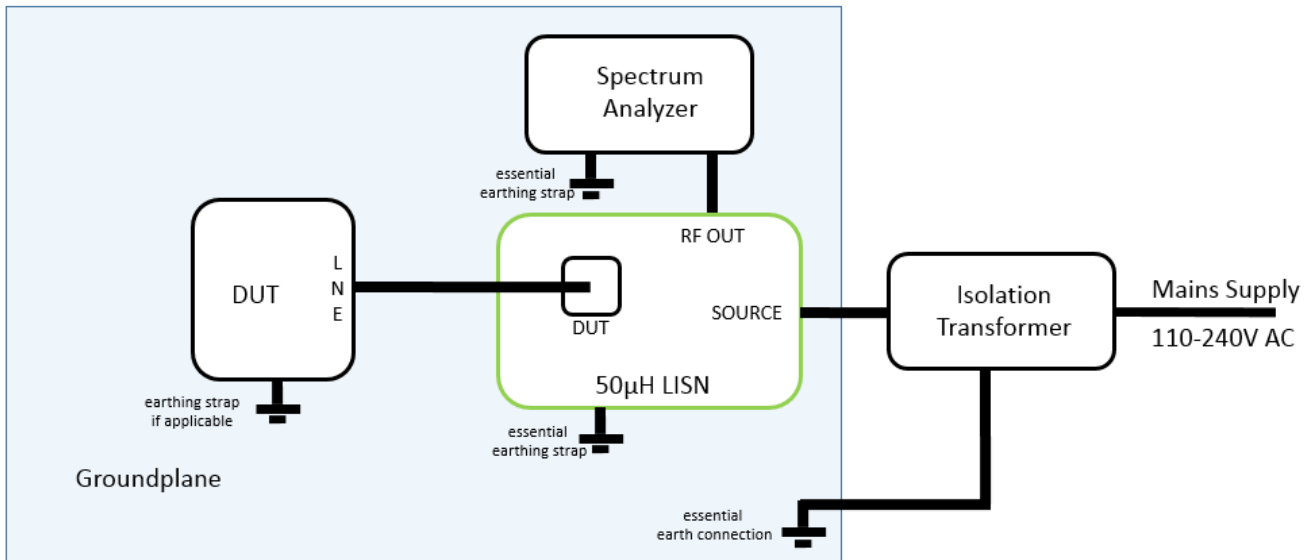 Spectrum
Analyzer
essential
earthing strap
RF OUT
L
N
E
DUT
DUT
SOURCE
50µH LISN
Isolation
Transformer
Mains Supply
110-240V AC
earthing strap
if applicable
essential
earthing strap
Groundplane
essential
earth connection